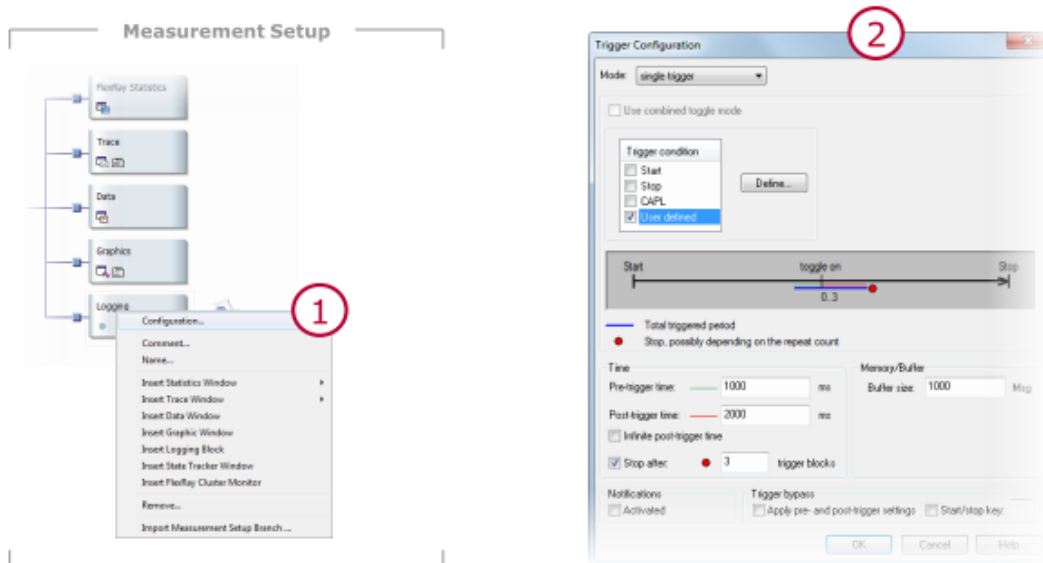 Measurement Setup
FlexRay Statistics
Trace
Data
Graphics
Logging
1
Configuration...
Comment...
Name...
Insert Statistics Window
Insert Trace Window
Insert Data Window
Insert Graphic Window
Insert Logging Block
Insert State Tracker Window
Insert FlexRay Cluster Monitor
Remove...
Import Measurement Setup Branch ...
2
Trigger Configuration
Mode: single trigger
Use combined toggle mode
Trigger condition
Start
Stop
CAPL
User defined
Define...
Start toggle on Stop
0..3
Total triggered period
Stop, possibly depending on the repeat count
Time
Pre-trigger time: 1000 ms
Post-trigger time: 2000 ms
Infinite post-trigger time
Stop after: 3 trigger blocks
Memory/Buffer
Buffer size: 1000 Msg
Notifications
Activated
Trigger bypass
Apply pre- and post-trigger settings Start/stop key:
OK Cancel Help